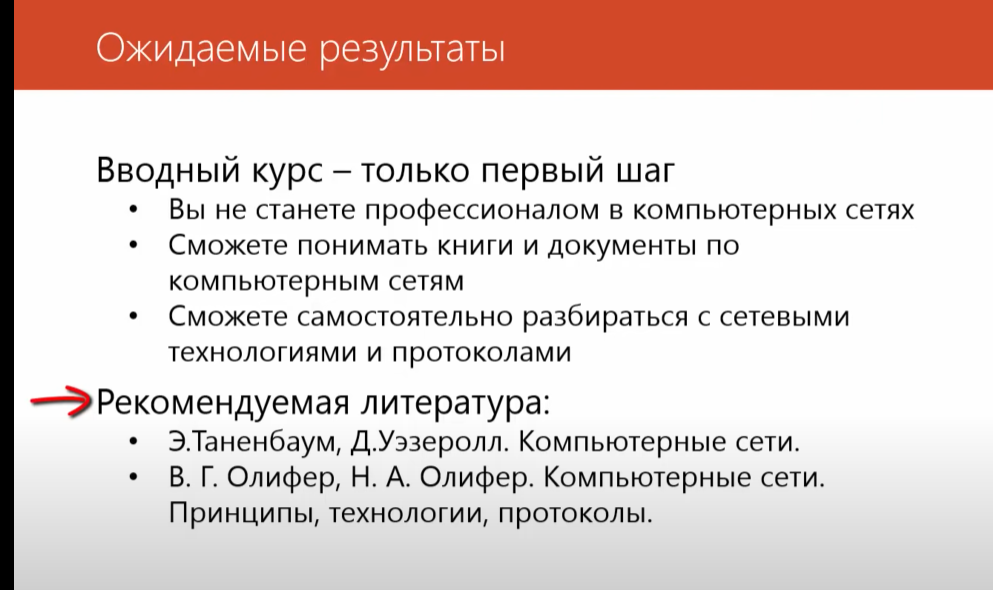 Ожидаемые результаты
Вводный курс – только первый шаг
• Вы не станете профессионалом в компьютерных сетях
• Сможете понимать книги и документы по
компьютерным сетям
• Сможете самостоятельно разбираться с сетевыми
технологиями и протоколами
Рекомендуемая литература:
• Э.Таненбаум, Д.Уэзеролл. Компьютерные сети.
• В. Г. Олифер, Н. А. Олифер. Компьютерные сети.
Принципы, технологии, протоколы.